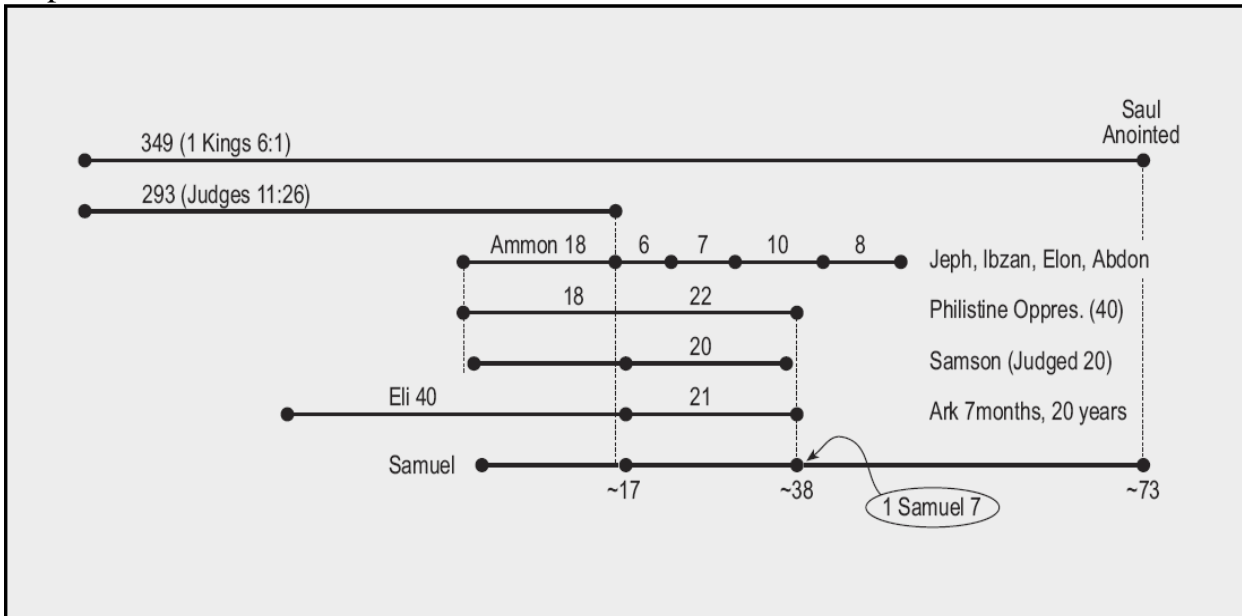 Saul
Anointed
349 (1 Kings 6:1)
293 (Judges 11:26)
Ammon 18 6 7 10 8 Jeph, Ibzan, Elon, Abdon
18 22 Philistine Oppres. (40)
20 Samson (Judged 20)
Eli 40 21 Ark 7months, 20 years
Samuel
~17 ~38 ~73
1 Samuel 7